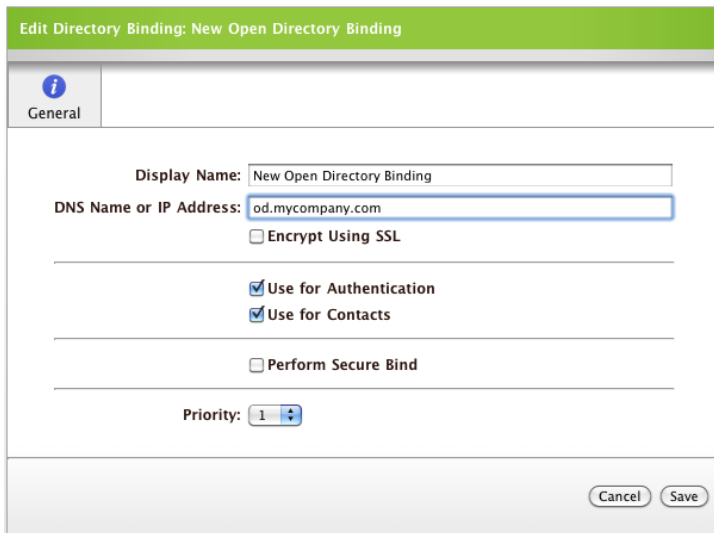 Edit Directory Binding: New Open Directory Binding
i
General
Display Name: New Open Directory Binding
DNS Name or IP Address: od.mycompany.com
Encrypt Using SSL
Use for Authentication
Use for Contacts
Perform Secure Bind
Priority: 1
Cancel Save